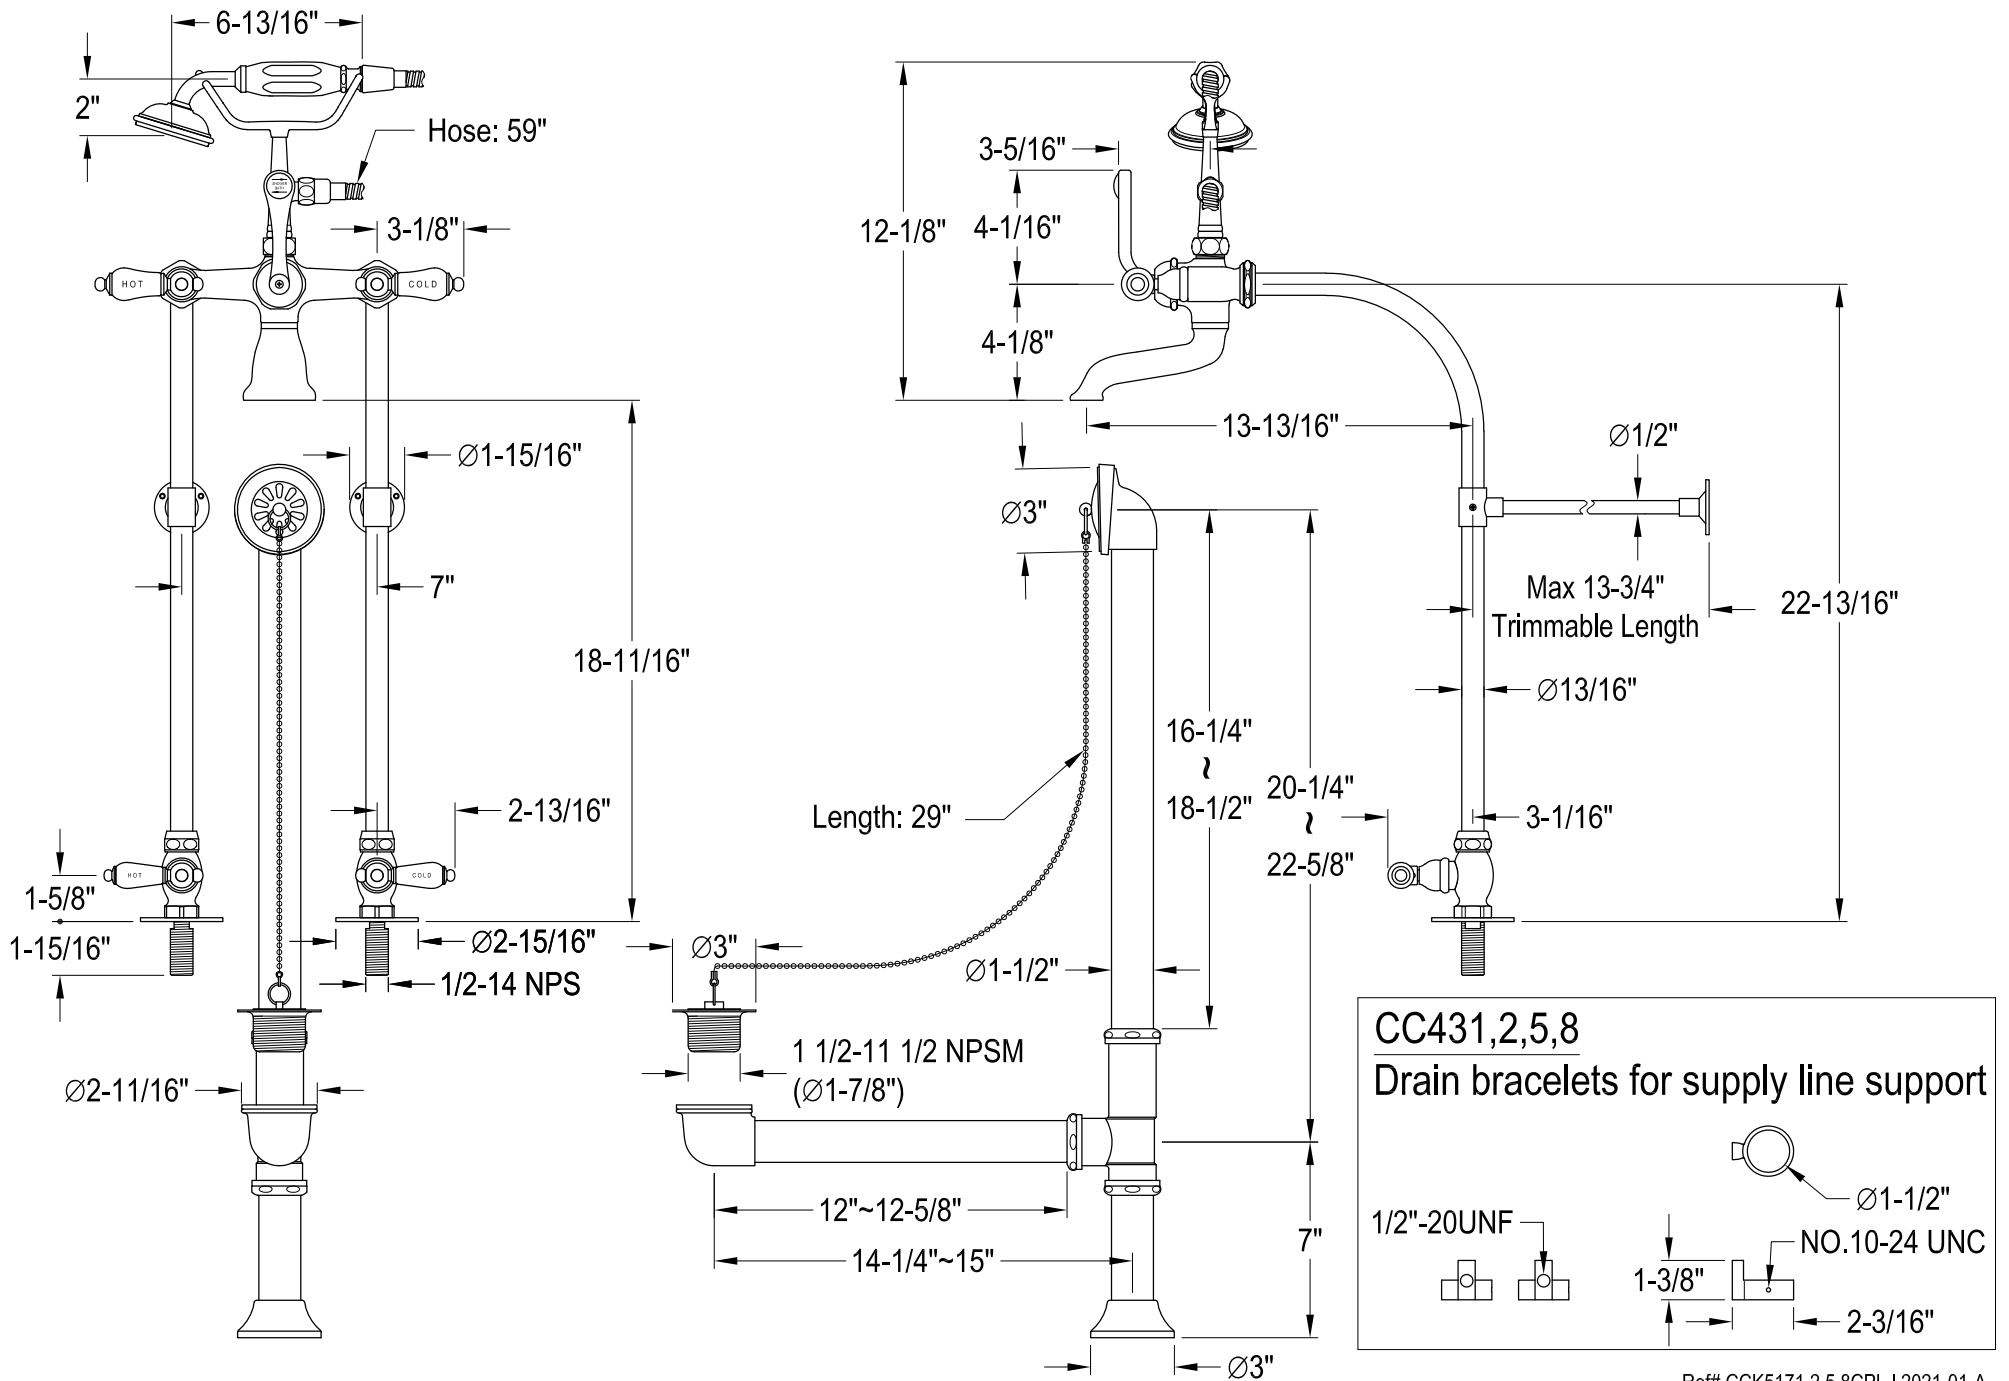 6-13/16"
2"
Hose: 59"
SHOWER
BATH
3-1/8"
HOT
COLD
Ø1-15/16"
7"
18-11/16"
2-13/16"
HOT
COLD
1-5/8"
1-15/16"
Ø2-15/16"
1/2-14 NPS
Ø2-11/16"
3-5/16"
12-1/8"
4-1/16"
4-1/8"
13-13/16"
Ø1/2"
Ø3"
Max 13-3/4"
Trimmable Length
22-13/16"
Ø13/16"
16-1/4"
~
18-1/2"
20-1/4"
~
22-5/8"
Length: 29"
3-1/16"
Ø3"
Ø1-1/2"
1 1/2-11 1/2 NPSM
(Ø1-7/8")
12"~12-5/8"
14-1/4"~15"
7"
Ø3"
CC431,2,5,8
Drain bracelets for supply line support
Ø1-1/2"
1/2"-20UNF
NO.10-24 UNC
1-3/8"
2-3/16"